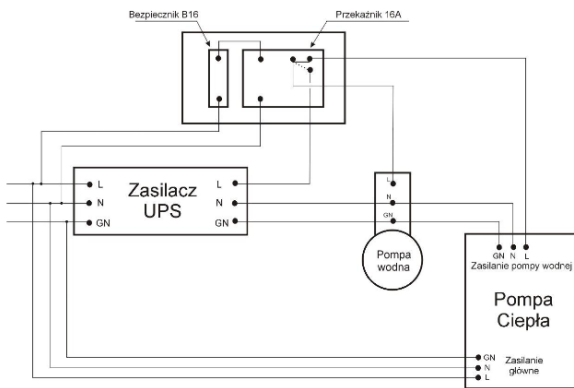 Bezpiecznik B16
Przekaźnik 16A
L
N
GN
Zasilacz
UPS
L
N
GN
L
N
GN
Pompa
wodna
GN N L
Zasilanie pompy wodnej
Pompa
Ciepła
Zasilanie
główne
GN
N
L